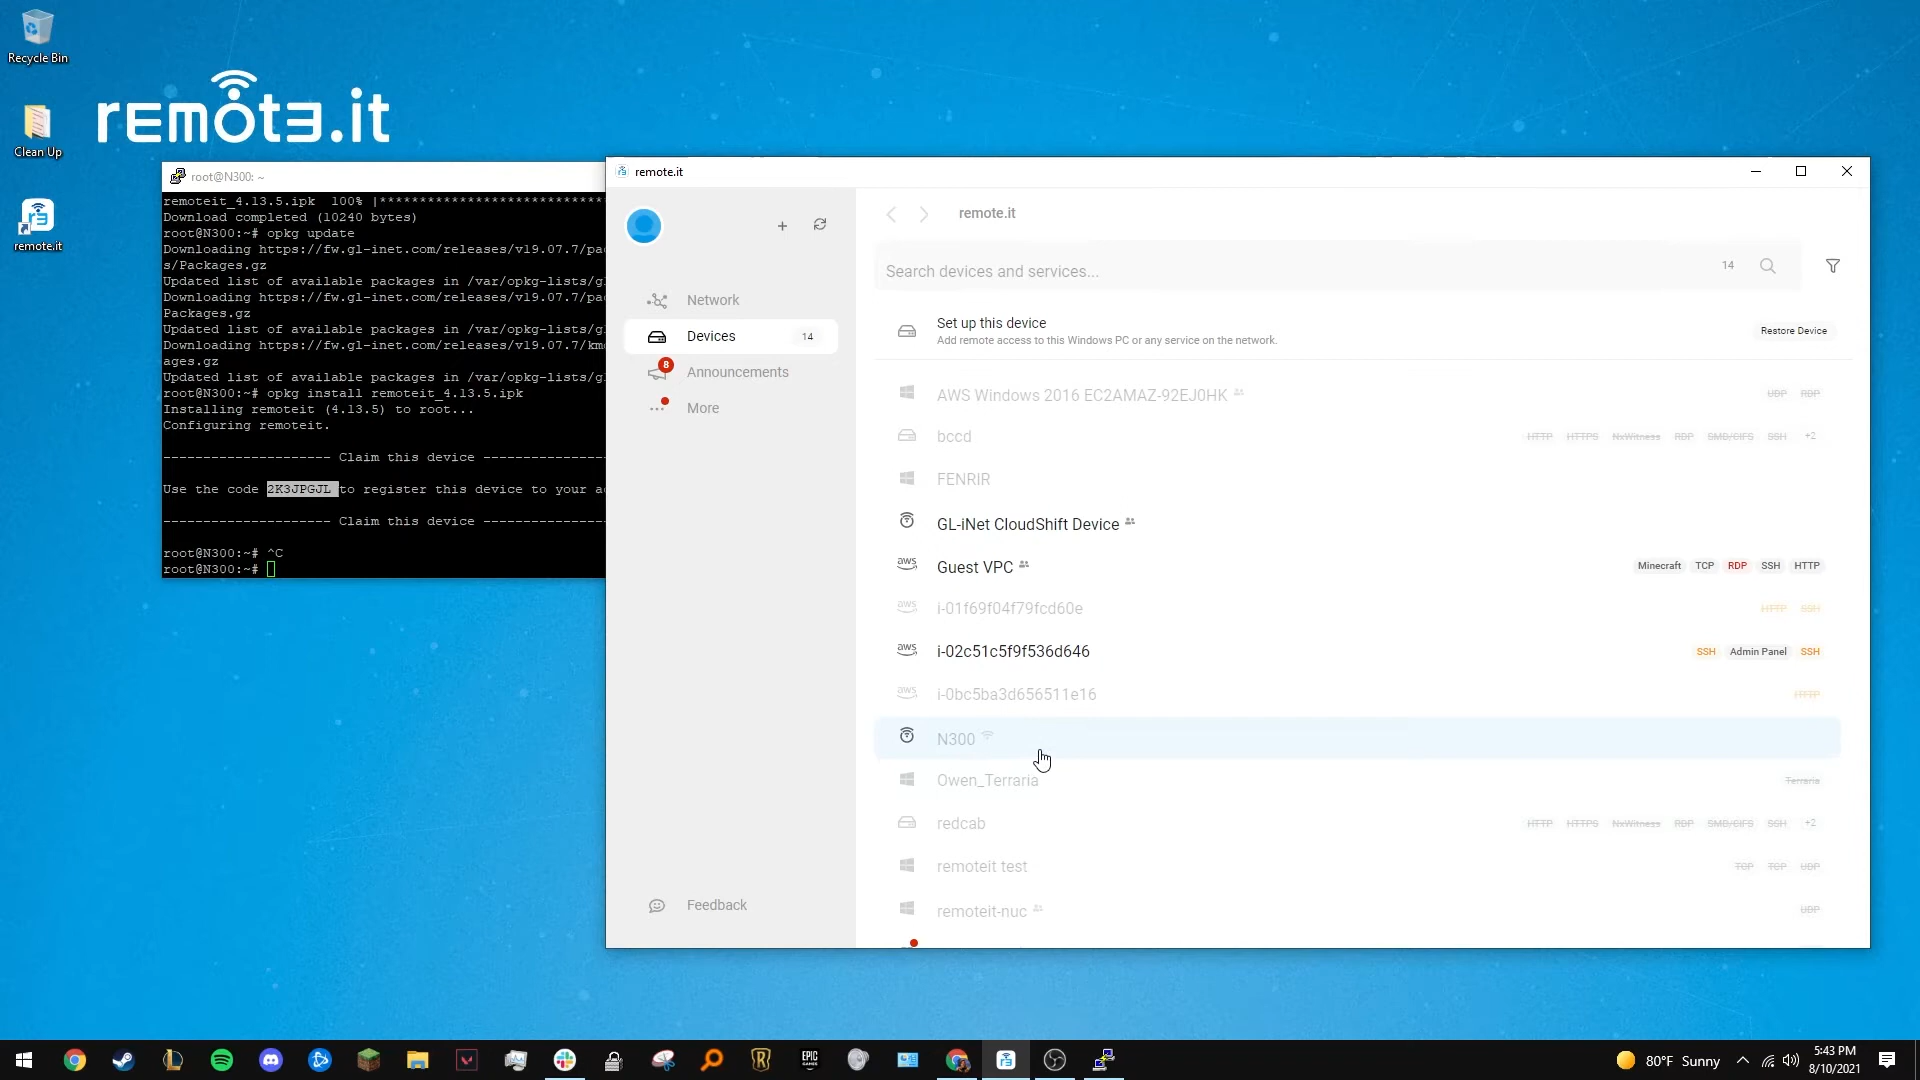 Recycle Bin
Clean Up
remote.it
remot3.it
root@N300: ~
remoteit_4.13.5.ipk  100% |*****************************
Download completed (10240 bytes)
root@N300:~# opkg update
Downloading https://fw.gl-inet.com/releases/v19.07.7/pa
s/Packages.gz
Updated list of available packages in /var/opkg-lists/g
Downloading https://fw.gl-inet.com/releases/v19.07.7/pa
Packages.gz
Updated list of available packages in /var/opkg-lists/g
Downloading https://fw.gl-inet.com/releases/v19.07.7/km
ages.gz
Updated list of available packages in /var/opkg-lists/g
root@N300:~# opkg install remoteit_4.13.5.ipk
Installing remoteit (4.13.5) to root...
Configuring remoteit.
--------------------- Claim this device ---------------
Use the code 2K3JPGJL to register this device to your a
--------------------- Claim this device ---------------
root@N300:~# ^C
root@N300:~#
remote.it
+
Network
Devices 14
8
Announcements
More
Feedback
remote.it
Search devices and services... 14
Set up this device
Add remote access to this Windows PC or any service on the network.
Restore Device
AWS Windows 2016 EC2AMAZ-92EJ0HK UDP RDP
bccd HTTP HTTPS NxWitness RDP SMB/CIFS SSH +2
FENRIR
GL-iNet CloudShift Device
aws Guest VPC Minecraft TCP RDP SSH HTTP
aws i-01f69f04f79fcd60e HTTP SSH
aws i-02c51c5f9f536d646 SSH Admin Panel SSH
aws i-0bc5ba3d656511e16 HTTP
N300
Owen_Terraria Terraria
redcab HTTP HTTPS NxWitness RDP SMB/CIFS SSH +2
remoteit test TCP TCP UDP
remoteit-nuc UDP
EPIC GAMES
80°F Sunny
5:43 PM
8/10/2021